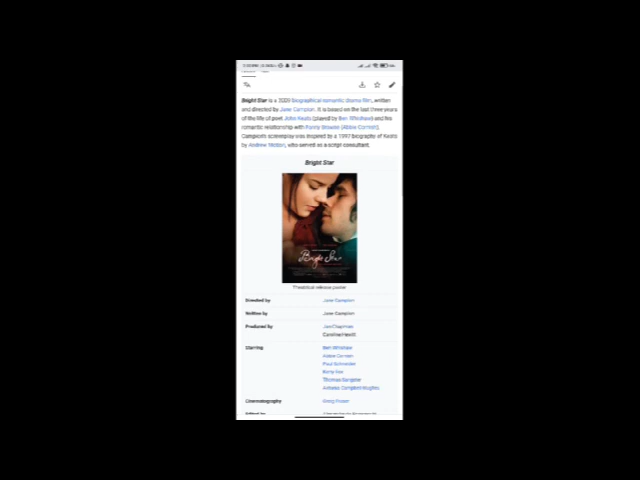 Bright Star is a 2009 biographical romantic drama film, written
and directed by Jane Campion. It is based on the last three years
of the life of poet John Keats (played by Ben Whishaw) and his
romantic relationship with Fanny Brawne (Abbie Cornish).
Campion's screenplay was inspired by a 1997 biography of Keats
by Andrew Motion, who served as a script consultant.
Bright Star
Bright Star
Theatrical release poster
Directed by Jane Campion
Written by Jane Campion
Produced by Jan Chapman
Caroline Hewitt
Starring Ben Whishaw
Abbie Cornish
Paul Schneider
Kerry Fox
Thomas Sangster
Antonia Campbell-Hughes
Cinematography Greig Fraser
Edited by